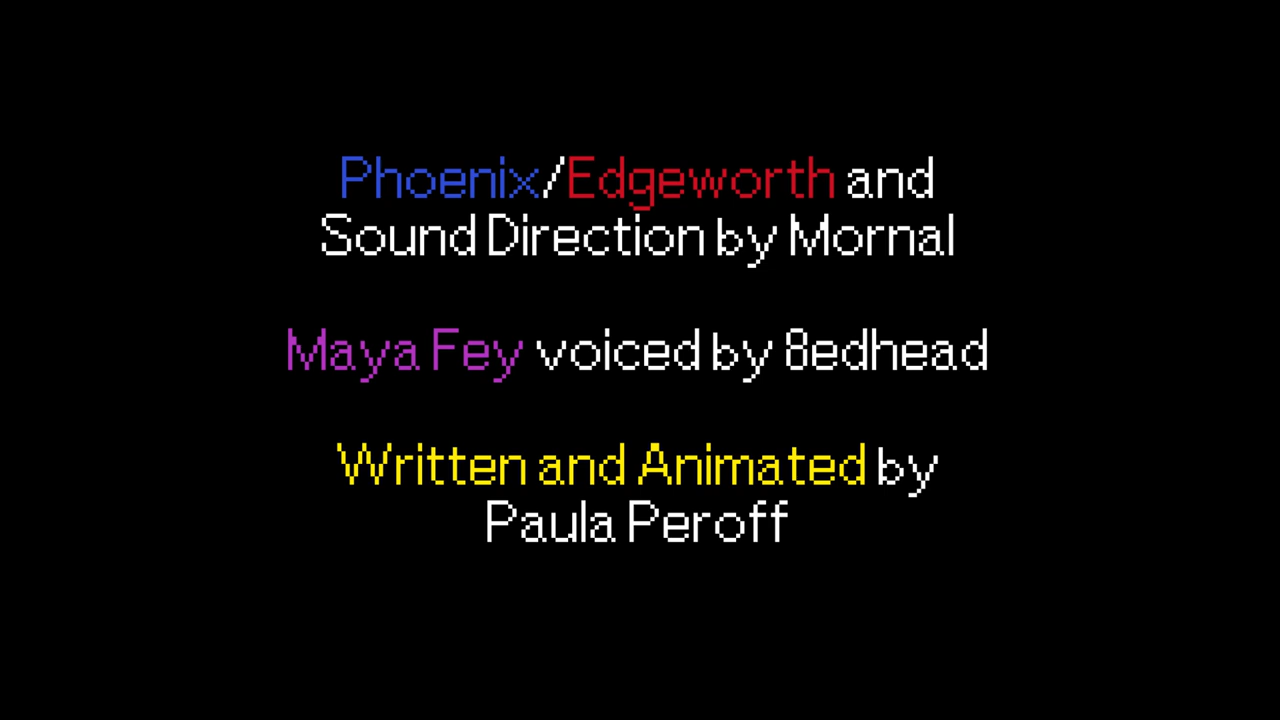 Phoenix/Edgeworth and
Sound Direction by Mornal
Maya Fey voiced by 8edhead
Written and Animated by
Paula Peroff